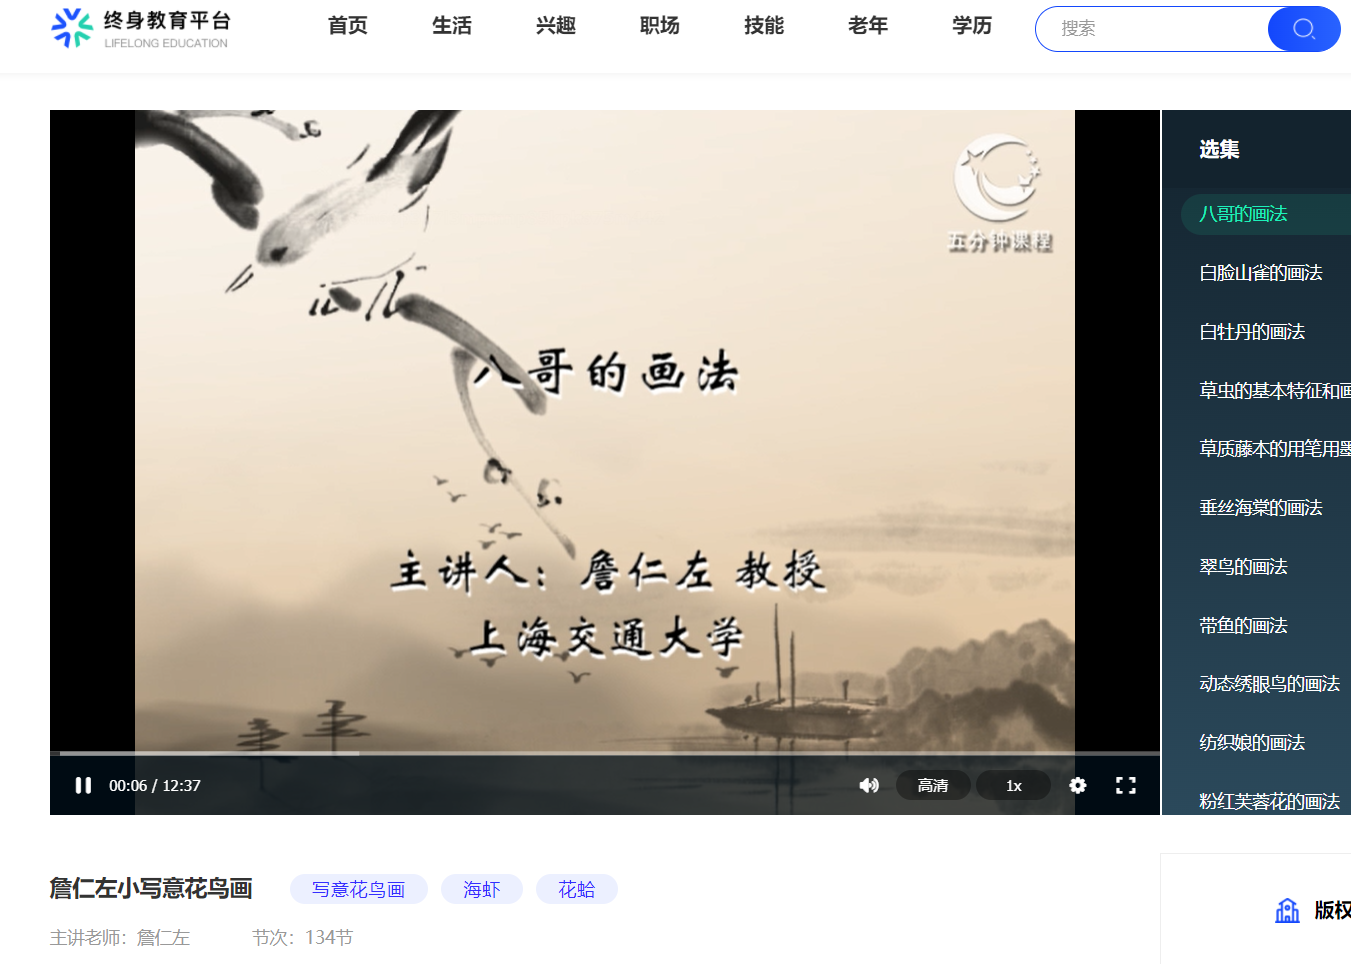 终身教育平台
LIFELONG EDUCATION
首页 生活 兴趣 职场 技能 老年 学历
搜索
五分钟课程
八哥的画法
主讲人：詹仁左 教授
上海交通大学
00:06 / 12:37
高清
1x
选集
八哥的画法
白脸山雀的画法
白牡丹的画法
草虫的基本特征和画
草质藤本的用笔用墨
垂丝海棠的画法
翠鸟的画法
带鱼的画法
动态绣眼鸟的画法
纺织娘的画法
粉红芙蓉花的画法
詹仁左小写意花鸟画 写意花鸟画 海虾 花蛤
主讲老师：詹仁左 节次：134节
版权